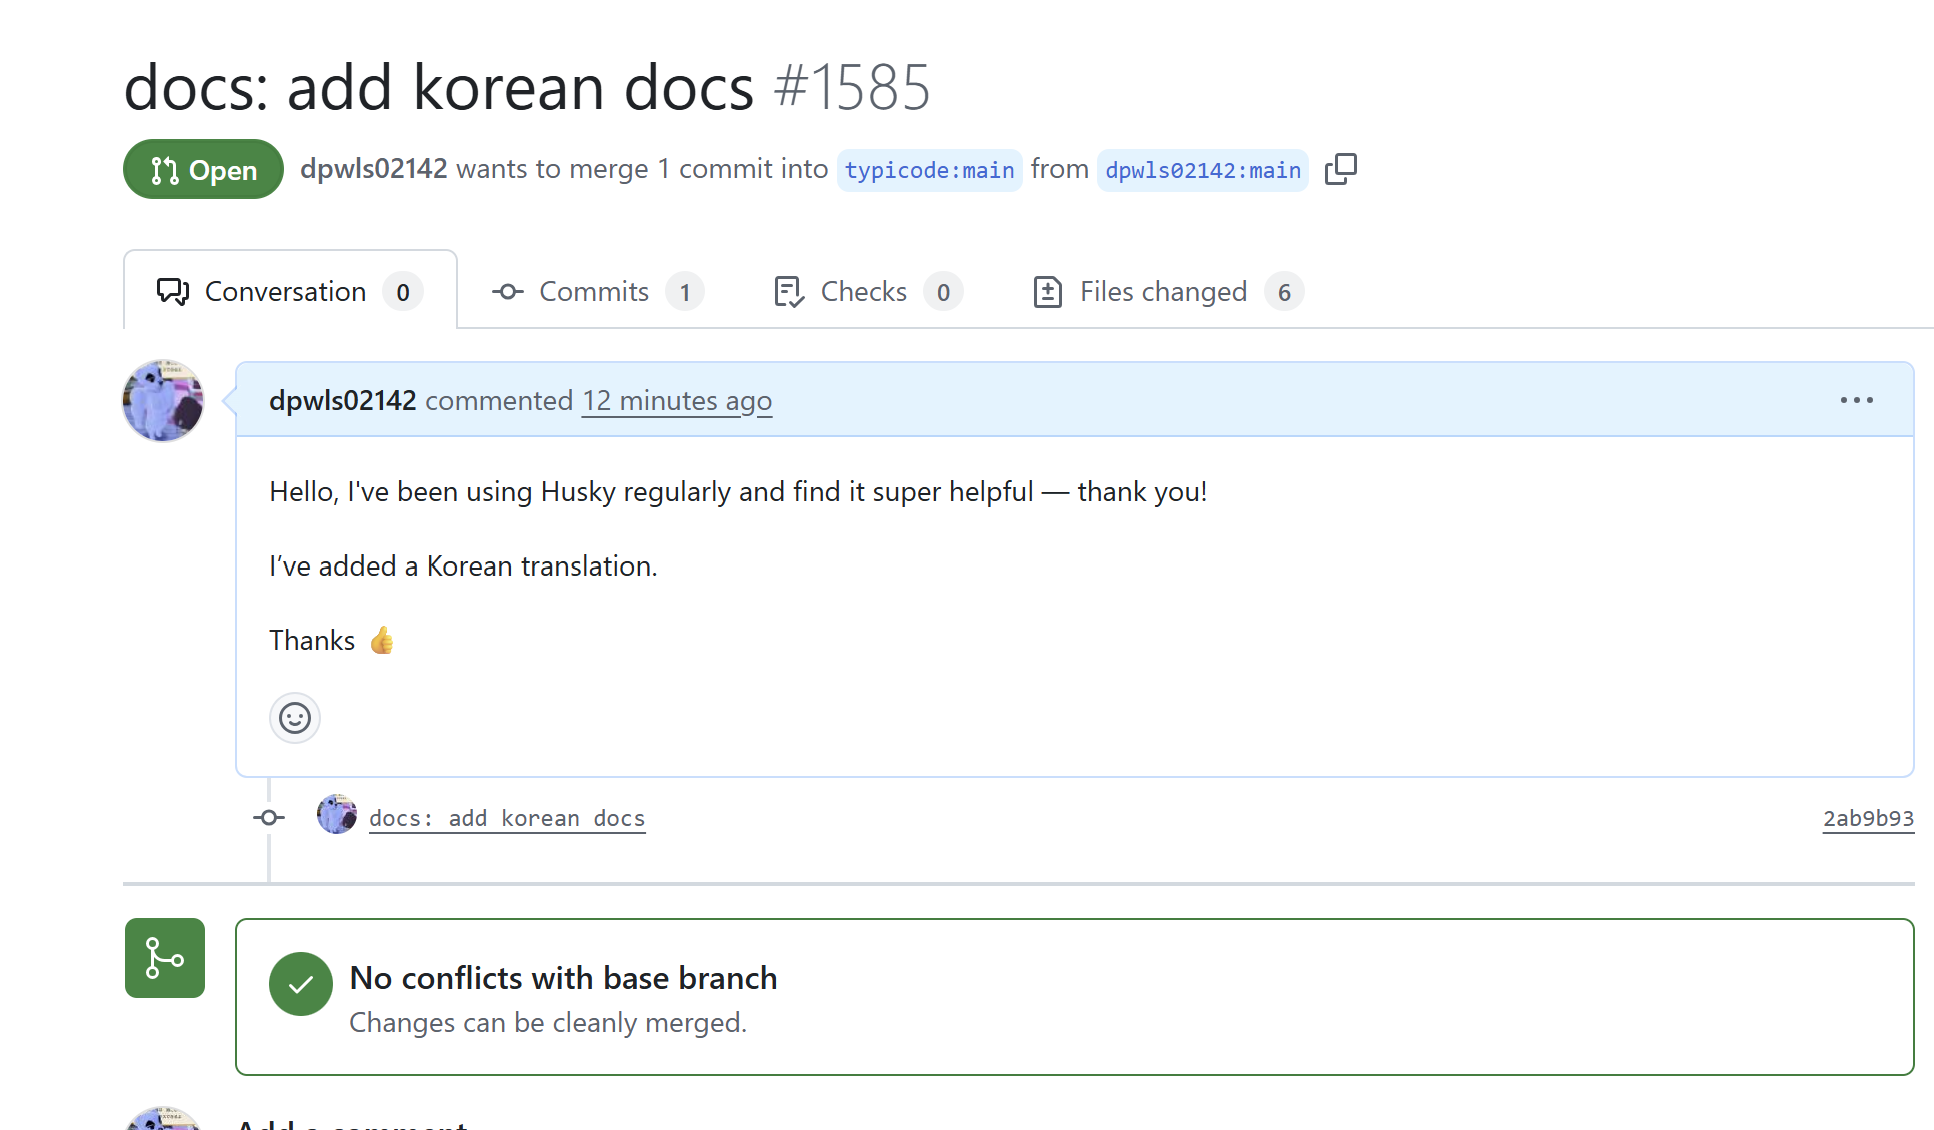 docs: add korean docs #1585
Open dpwls02142 wants to merge 1 commit into typicode:main from dpwls02142:main
Conversation 0 Commits 1 Checks 0 Files changed 6
dpwls02142 commented 12 minutes ago
Hello, I've been using Husky regularly and find it super helpful — thank you!
I’ve added a Korean translation.
Thanks 👍
docs: add korean docs 2ab9b93
No conflicts with base branch
Changes can be cleanly merged.
Add a comment